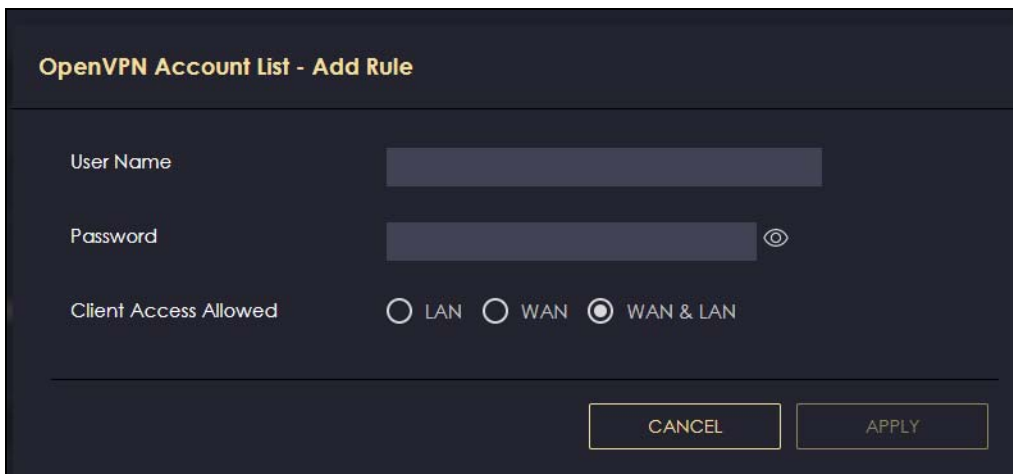 OpenVPN Account List - Add Rule
User Name
Password
Client Access Allowed LAN WAN WAN & LAN
CANCEL APPLY